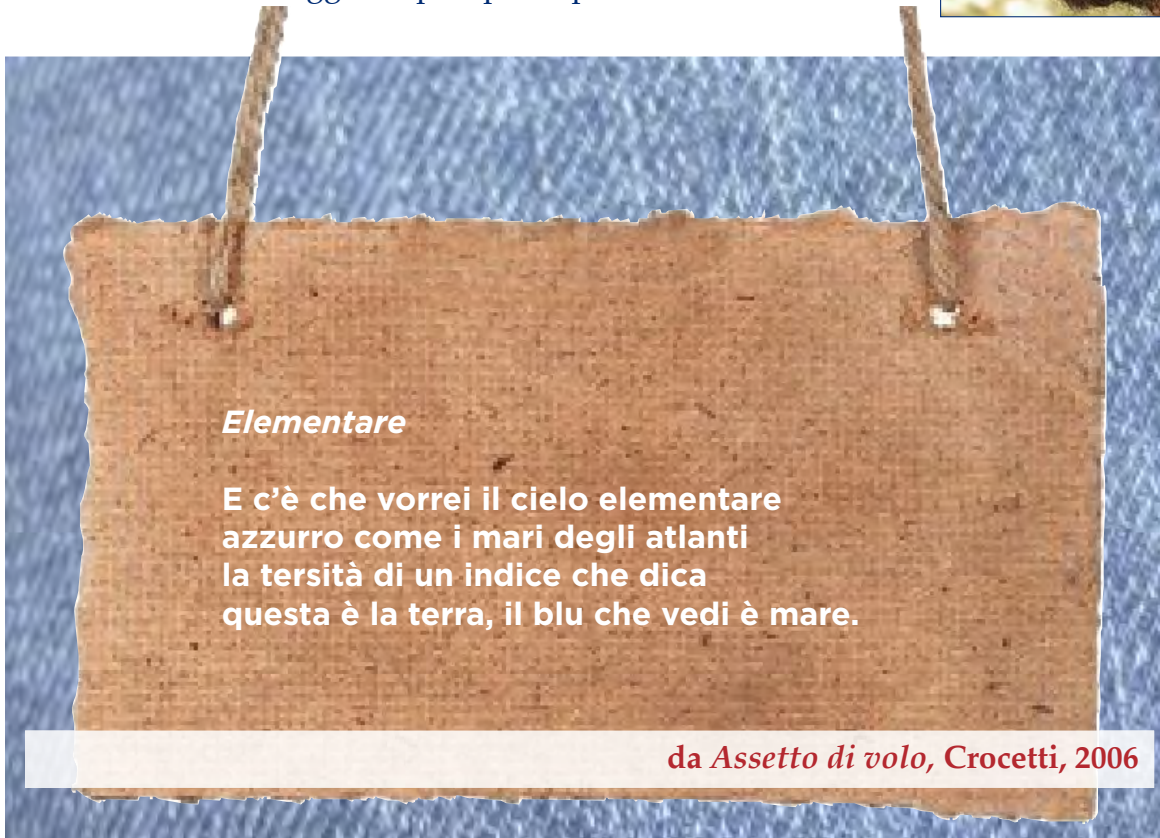 Elementare
E c'è che vorrei il cielo elementare
azzurro come i mari degli atlanti
la tersità di un indice che dica
questa è la terra, il blu che vedi è mare.
da Assetto di volo, Crocetti, 2006